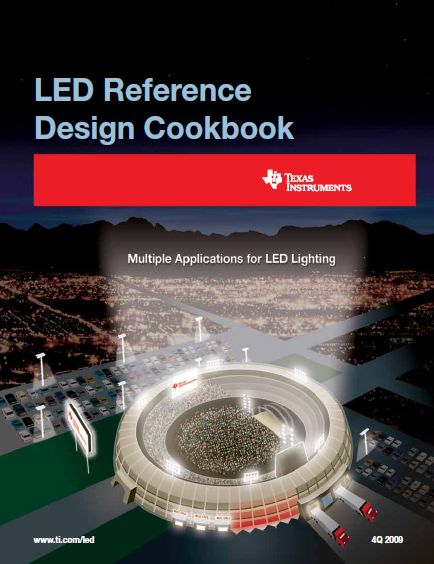 LED Reference
Design Cookbook
TEXAS
INSTRUMENTS
Multiple Applications for LED Lighting
www.ti.com/led
4Q 2009